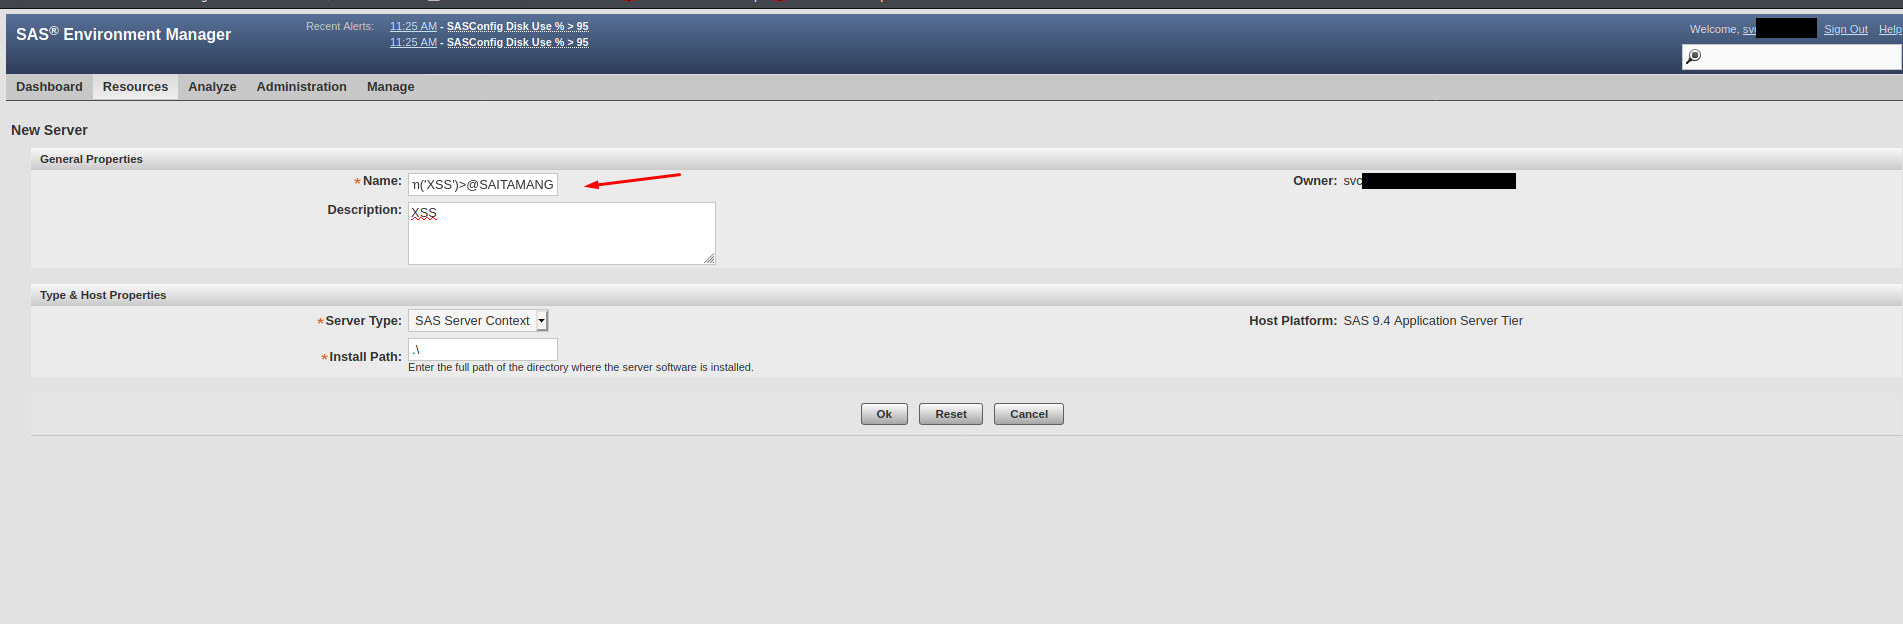 SAS® Environment Manager
Recent Alerts: 11:25 AM - SASConfig Disk Use % > 95
11:25 AM - SASConfig Disk Use % > 95
Welcome, svc Sign Out Help
Dashboard Resources Analyze Administration Manage
New Server
General Properties
* Name: n('XSS')>@SAITAMANG
Owner: svc
Description: XSS
Type & Host Properties
* Server Type: SAS Server Context
Host Platform: SAS 9.4 Application Server Tier
* Install Path: .\
Enter the full path of the directory where the server software is installed.
Ok Reset Cancel